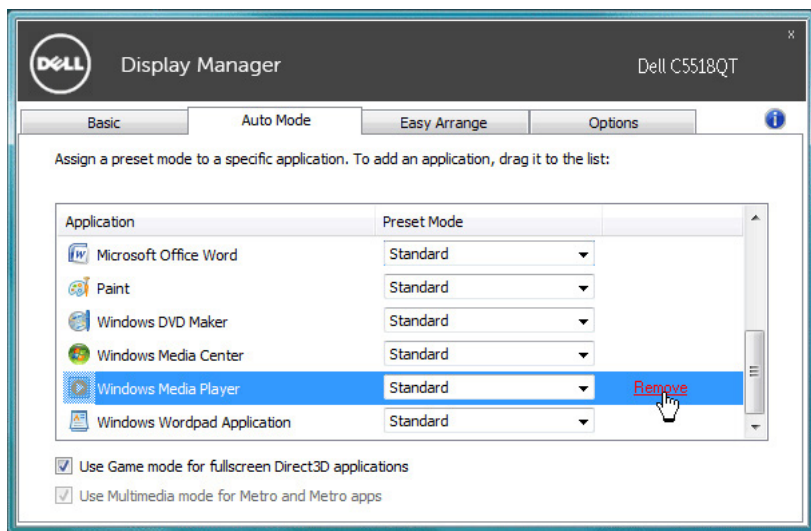 x
DELL Display Manager Dell C5518QT
Basic Auto Mode Easy Arrange Options i
Assign a preset mode to a specific application. To add an application, drag it to the list:
Application Preset Mode
W Microsoft Office Word Standard
Paint Standard
Windows DVD Maker Standard
Windows Media Center Standard
Windows Media Player Standard Remove
Windows Wordpad Application Standard
Use Game mode for fullscreen Direct3D applications
Use Multimedia mode for Metro and Metro apps